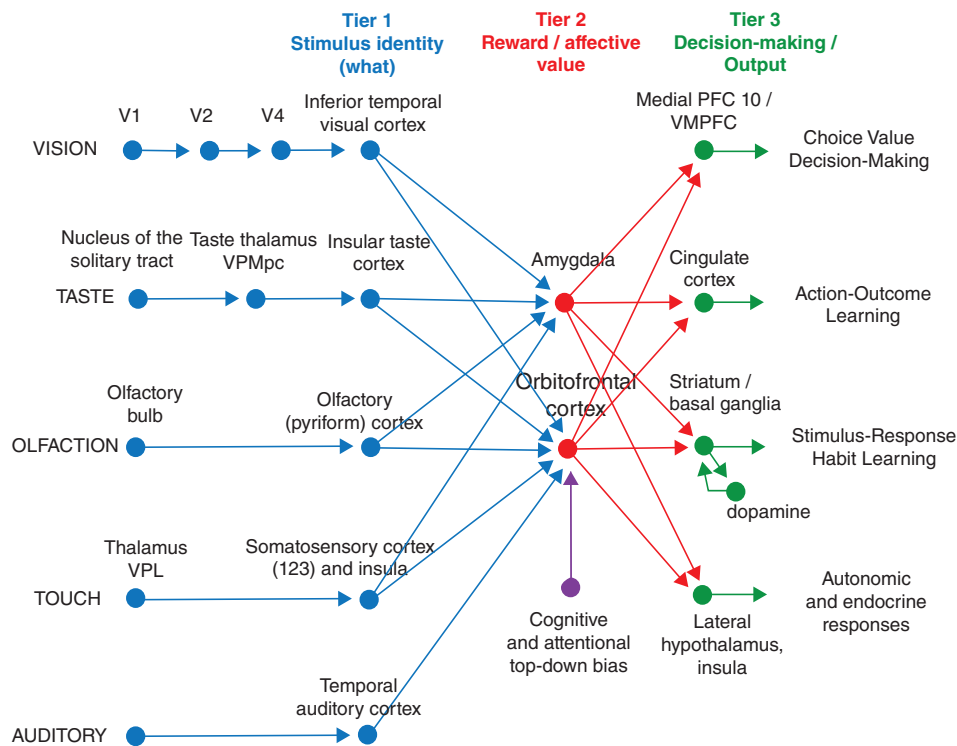 Tier 1
Stimulus identity
(what)
Tier 2
Reward / affective
value
Tier 3
Decision-making /
Output
VISION
V1
V2
V4
Inferior temporal
visual cortex
Medial PFC 10 /
VMPFC
Choice Value
Decision-Making
TASTE
Nucleus of the
solitary tract
Taste thalamus
VPMpc
Insular taste
cortex
Amygdala
Cingulate
cortex
Action-Outcome
Learning
OLFACTION
Olfactory
bulb
Olfactory
(pyriform) cortex
Orbitofrontal
cortex
Striatum /
basal ganglia
Stimulus-Response
Habit Learning
dopamine
TOUCH
Thalamus
VPL
Somatosensory cortex
(123) and insula
Cognitive
and attentional
top-down bias
Lateral
hypothalamus,
insula
Autonomic
and endocrine
responses
AUDITORY
Temporal
auditory cortex